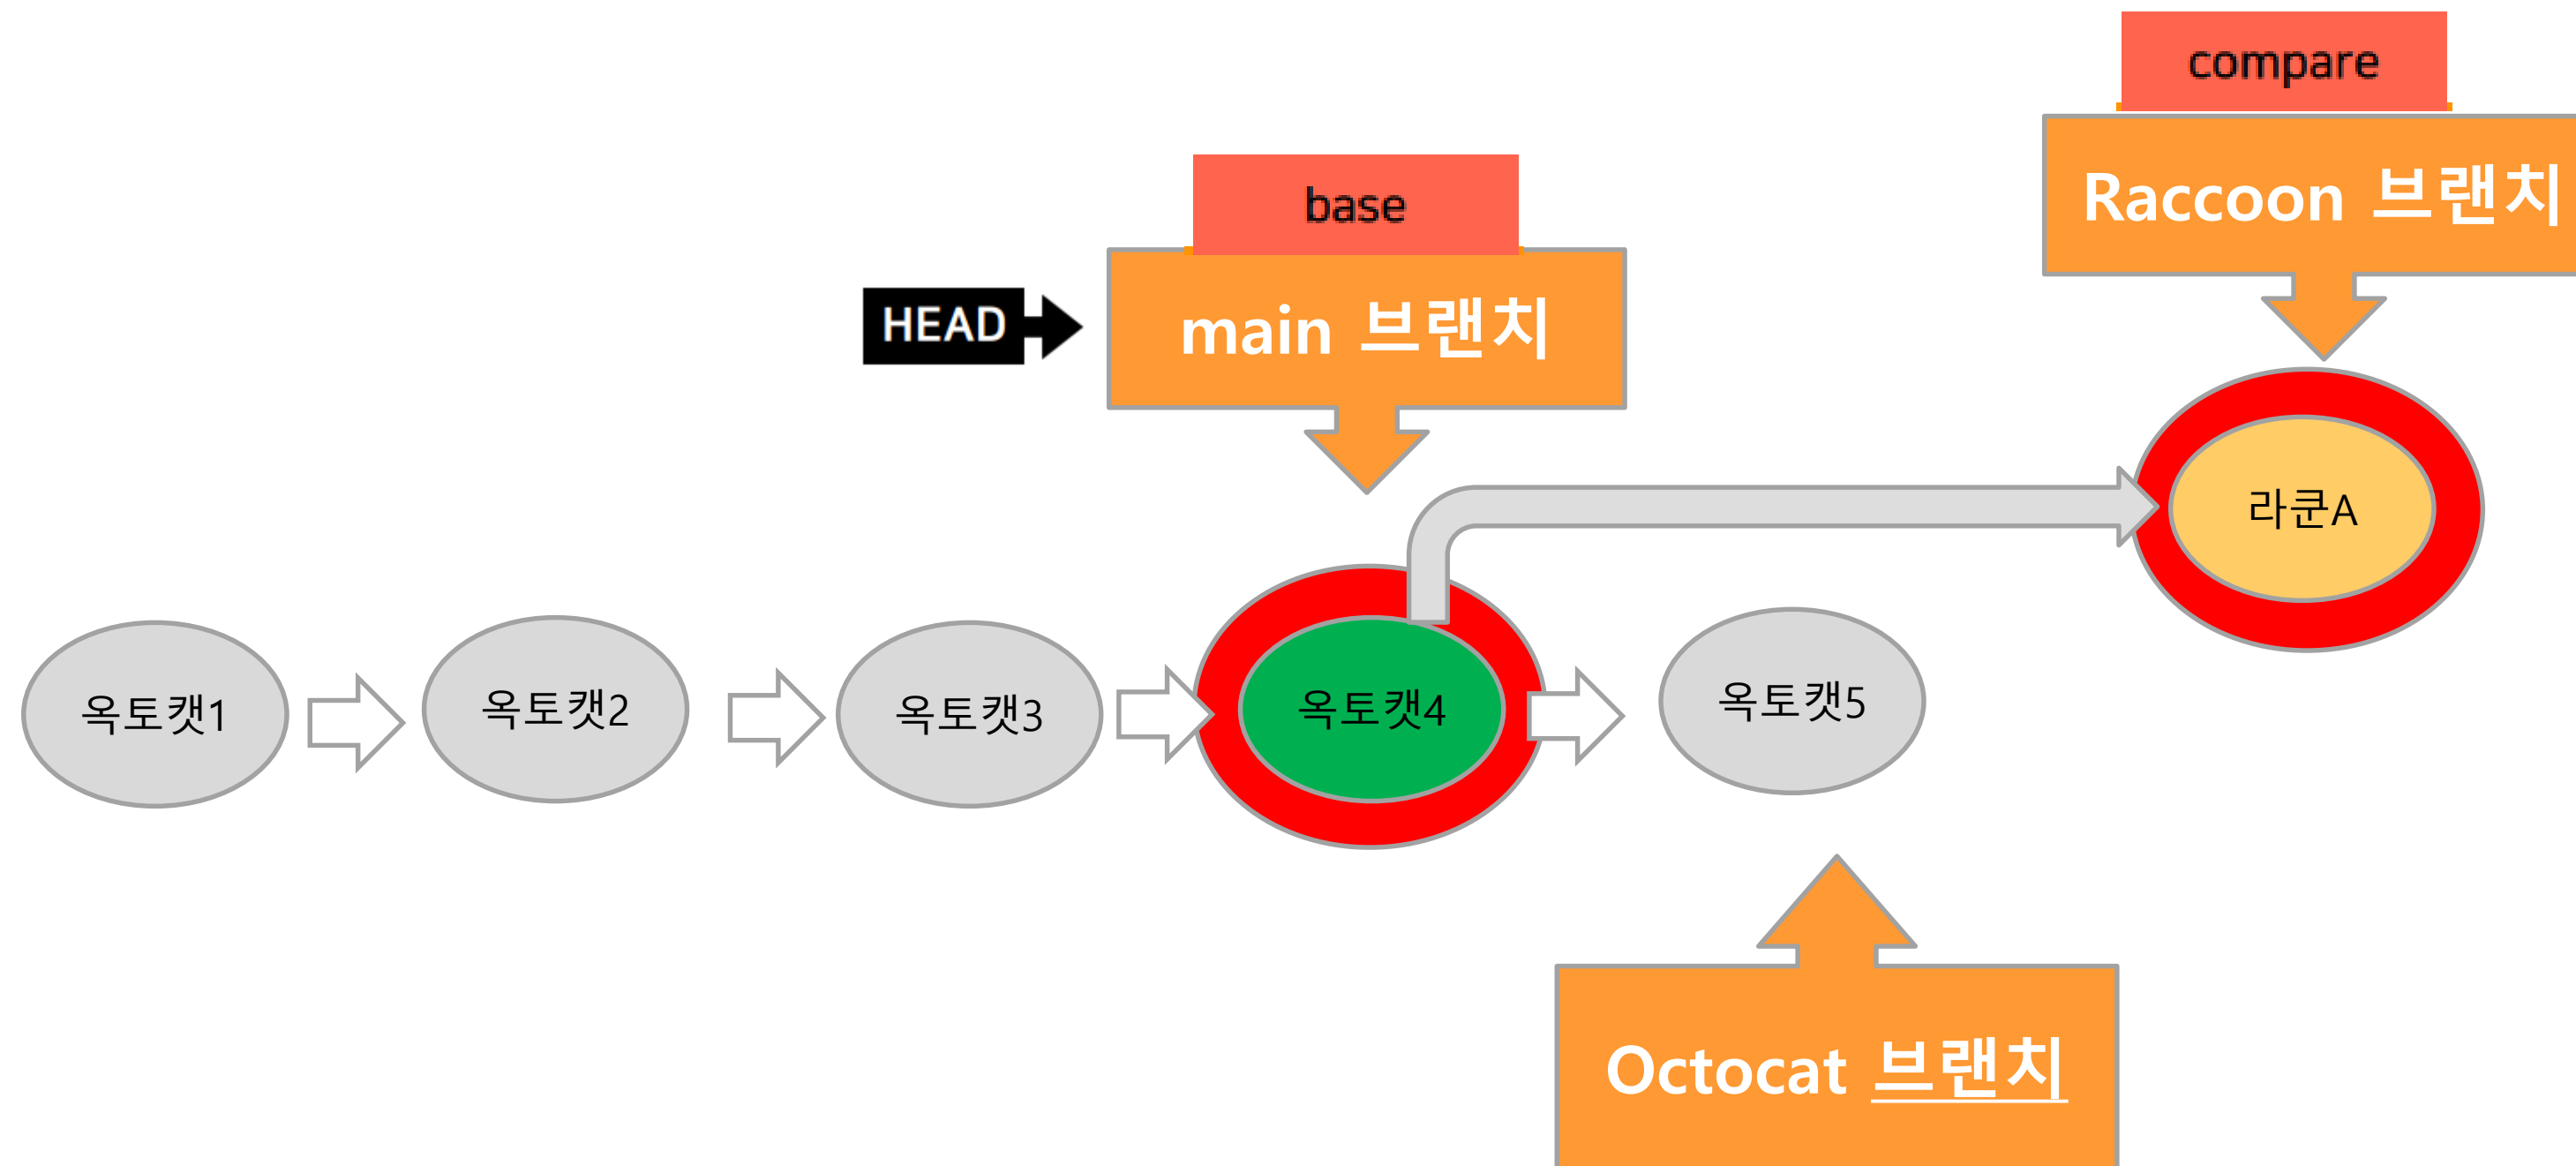 compare
Raccoon 브랜치
base
HEAD
main 브랜치
라쿤A
옥토캣1
옥토캣2
옥토캣3
옥토캣4
옥토캣5
Octocat 브랜치